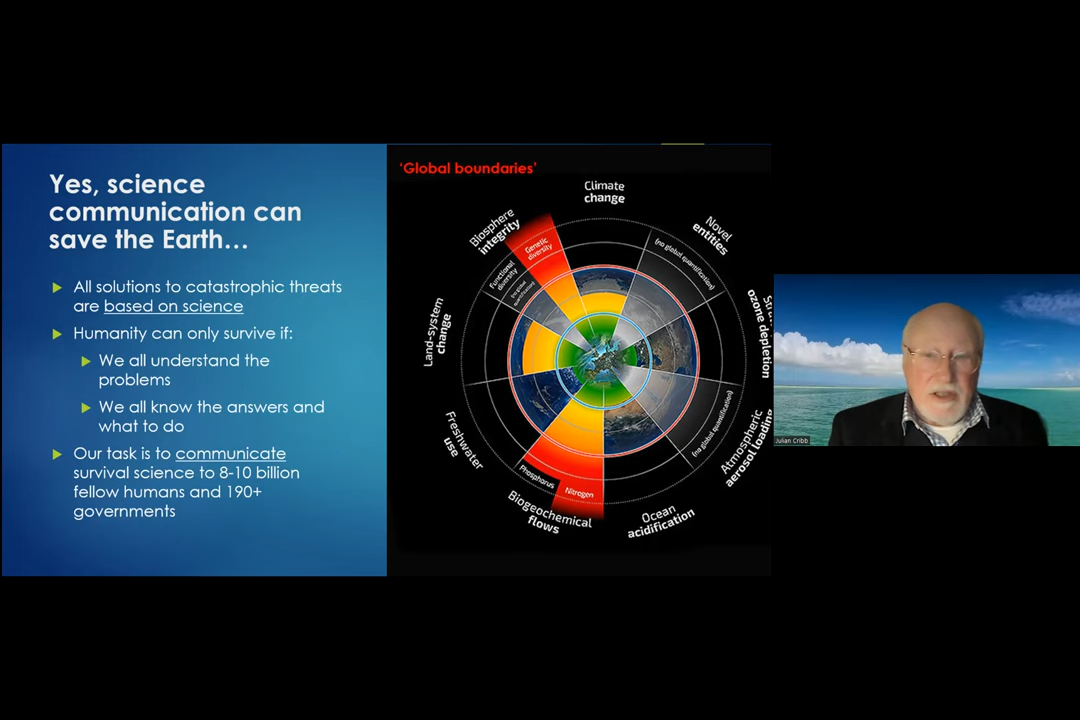 Yes, science
communication can
save the Earth…
All solutions to catastrophic threats
are based on science
Humanity can only survive if:
We all understand the
problems
We all know the answers and
what to do
Our task is to communicate
survival science to 8-10 billion
fellow humans and 190+
governments
'Global boundaries'
Climate
change
Novel
entities
(no global quantification)
ozone depletion
Atmospheric
aerosol loading
(no global quantification)
Ocean
acidification
Biogeochemical
flows
Phosphorus
Nitrogen
Freshwater
use
Land-system
change
Biosphere
integrity
Functional
diversity
(no global
quantification)
Genetic
diversity
Julian Cribb